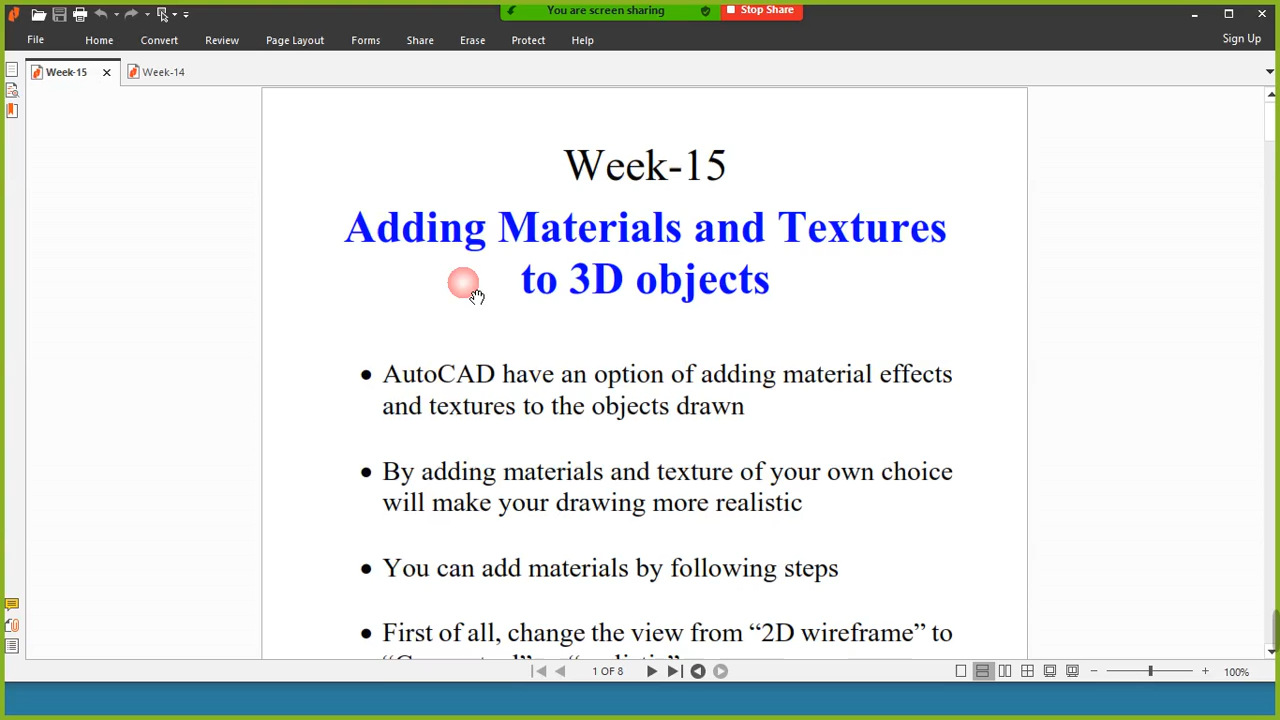 You are screen sharing Stop Share
File Home Convert Review Page Layout Forms Share Erase Protect Help Sign Up
Week-15 Week-14
Week-15
Adding Materials and Textures
to 3D objects
• AutoCAD have an option of adding material effects
and textures to the objects drawn
• By adding materials and texture of your own choice
will make your drawing more realistic
• You can add materials by following steps
• First of all, change the view from “2D wireframe” to
1 OF 8 100%